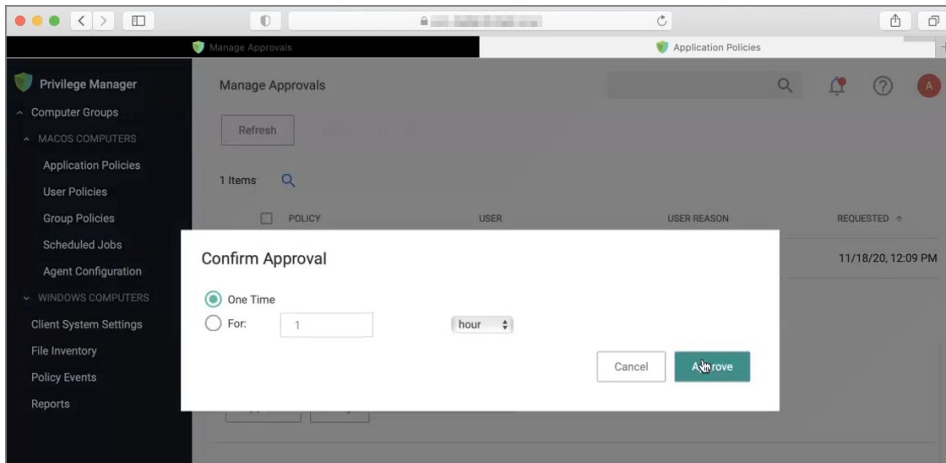 Manage Approvals
Application Policies
Privilege Manager
Computer Groups
MACOS COMPUTERS
Application Policies
User Policies
Group Policies
Scheduled Jobs
Agent Configuration
WINDOWS COMPUTERS
Client System Settings
File Inventory
Policy Events
Reports
Manage Approvals
A
Refresh
1 Items
POLICY USER USER REASON REQUESTED
11/18/20, 12:09 PM
Confirm Approval
One Time
For: 1 hour
Cancel Approve